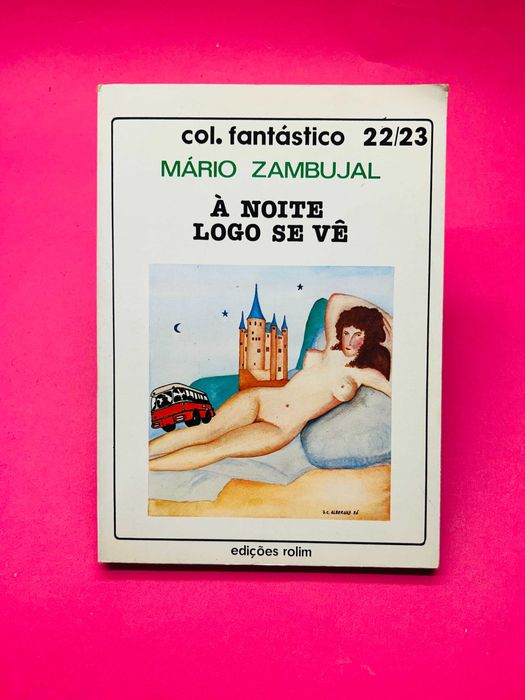 col. fantástico 22/23
MÁRIO ZAMBUJAL
À NOITE
LOGO SE VÊ
edições rolim